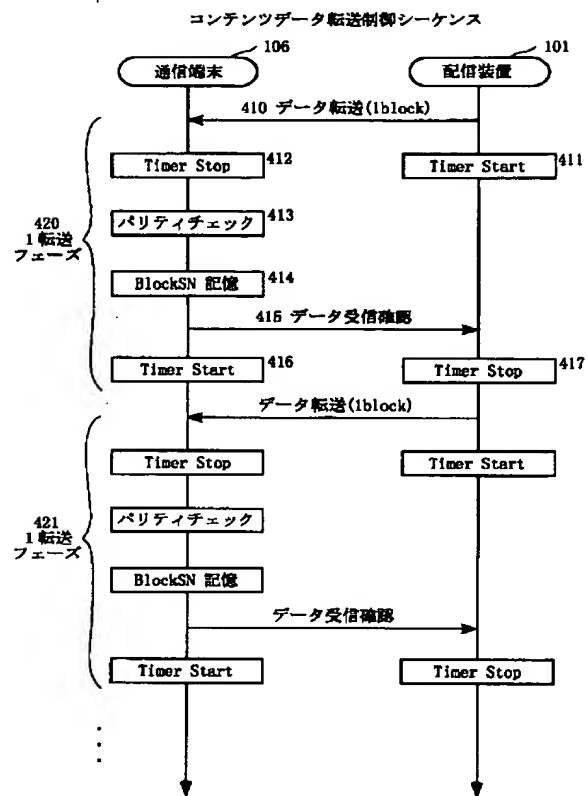 コンテンツデータ転送制御シーケンス
106
101
通信端末
配信装置
410 データ転送(1block)
Timer Stop
412
Timer Start
411
パリティチェック
413
420
1転送
フェーズ
BlockSN 記憶
414
415 データ受信確認
Timer Start
416
Timer Stop
417
データ転送(1block)
Timer Stop
Timer Start
パリティチェック
421
1転送
フェーズ
BlockSN 記憶
データ受信確認
Timer Start
Timer Stop